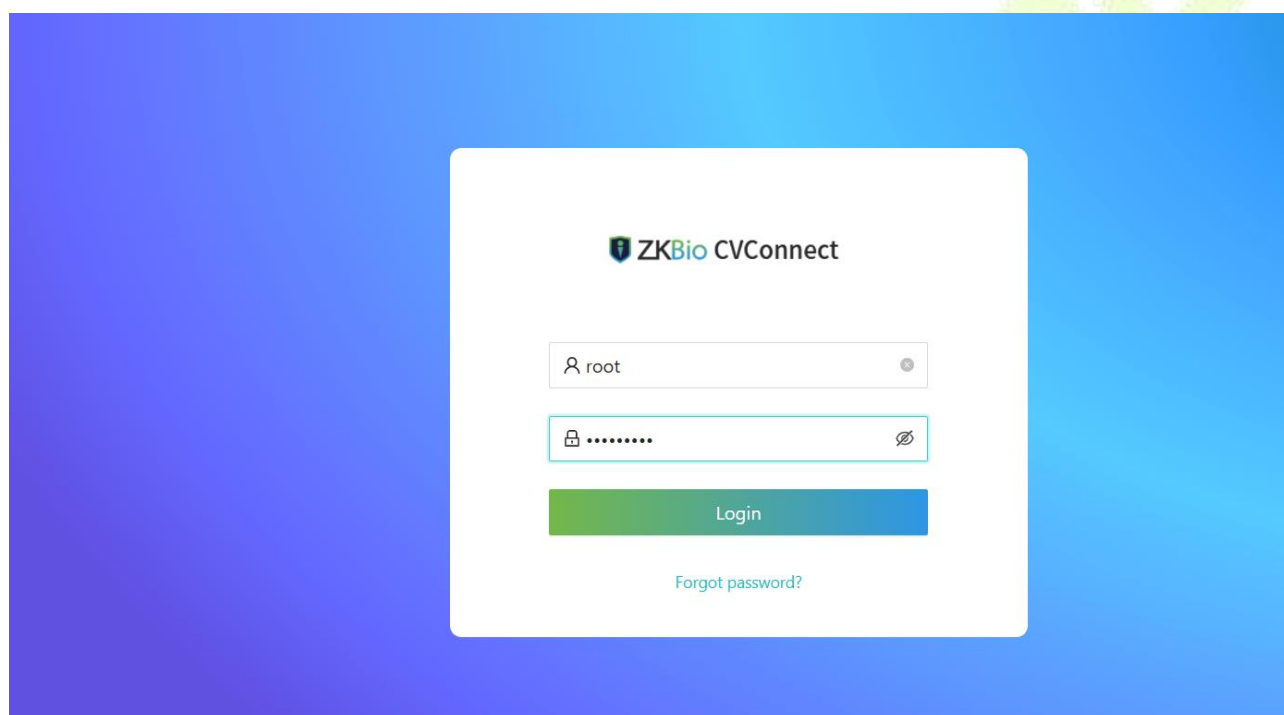 ZKBio CVConnect
root
•••••••••
Login
Forgot password?